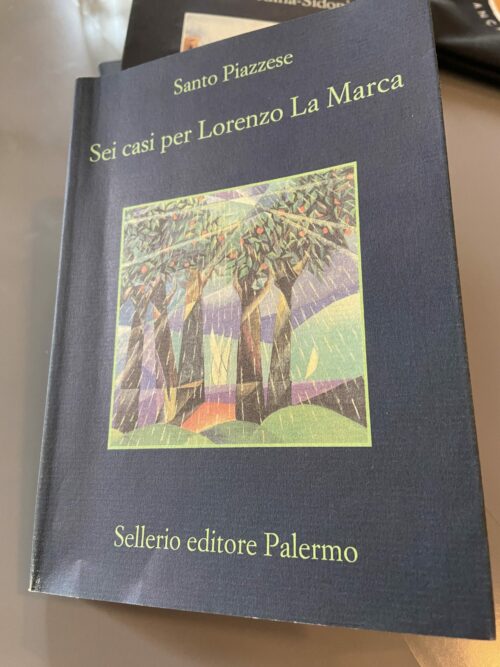 Santo Piazzese
Sei casi per Lorenzo La Marca
Sellerio editore Palermo